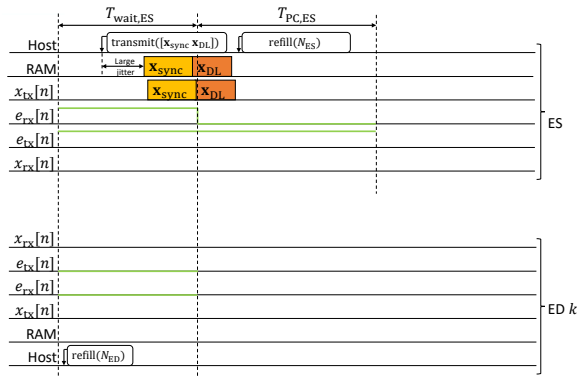 T_wait,ES T_PC,ES
Host transmit([x_sync x_DL]) refill(N_ES)
RAM Large jitter x_sync x_DL
x_tx[n] x_sync x_DL
e_rx[n]
e_tx[n]
x_rx[n]
ES
x_rx[n]
e_tx[n]
e_rx[n]
x_tx[n]
ED k
RAM
Host refill(N_ED)